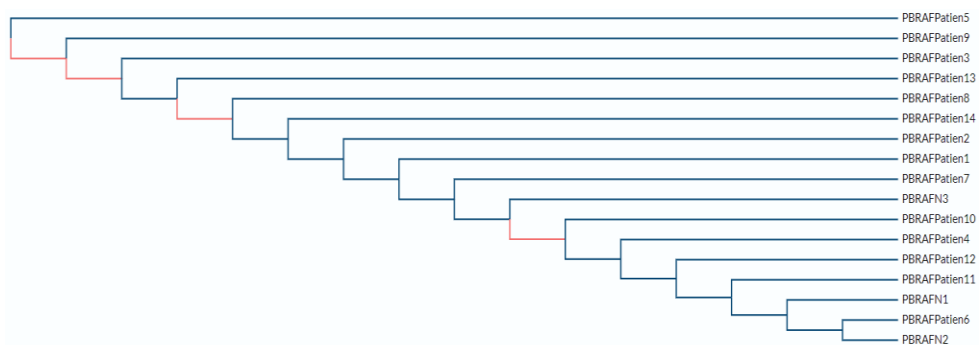 PBRAFPatien5
PBRAFPatien9
PBRAFPatien3
PBRAFPatien13
PBRAFPatien8
PBRAFPatien14
PBRAFPatien2
PBRAFPatien1
PBRAFPatien7
PBRAFN3
PBRAFPatien10
PBRAFPatien4
PBRAFPatien12
PBRAFPatien11
PBRAFN1
PBRAFPatien6
PBRAFN2